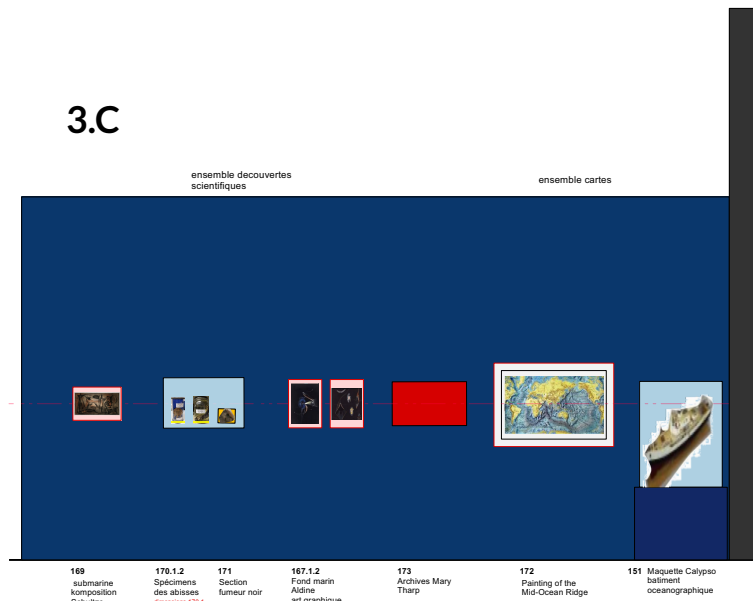 3.C
ensemble decouvertes
scientifiques
ensemble cartes
169
submarine
komposition
170.1.2
Spécimens
des abisses
171
Section
fumeur noir
167.1.2
Fond marin
Aldine
art graphique
173
Archives Mary
Tharp
172
Painting of the
Mid-Ocean Ridge
151 Maquette Calypso
batiment
oceanographique